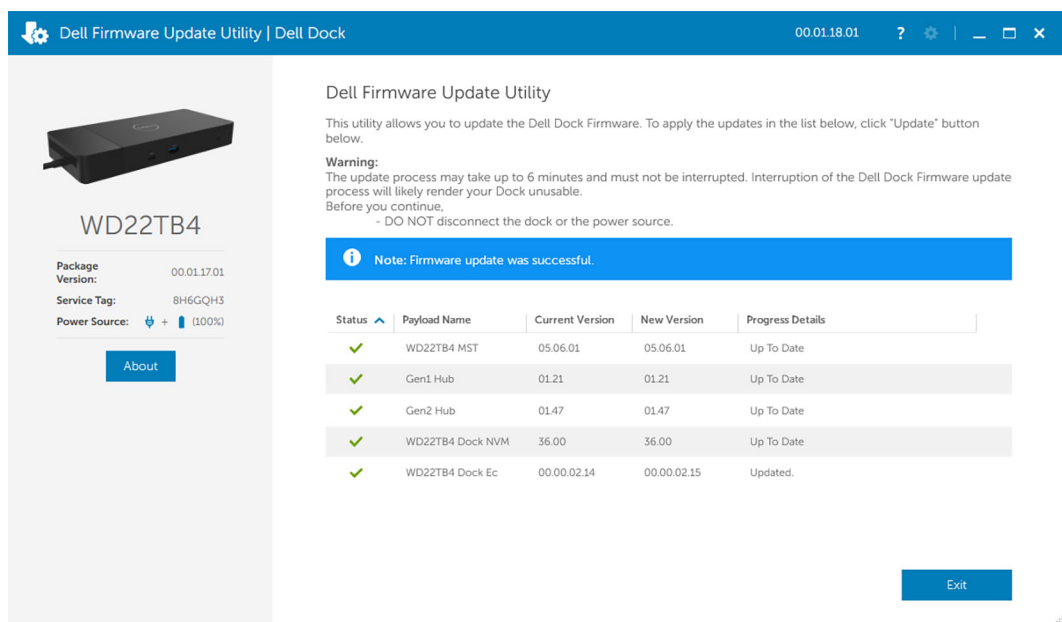 Dell Firmware Update Utility | Dell Dock
00.01.18.01
?
Dell Firmware Update Utility
This utility allows you to update the Dell Dock Firmware. To apply the updates in the list below, click "Update" button
below.
Warning:
The update process may take up to 6 minutes and must not be interrupted. Interruption of the Dell Dock Firmware update
process will likely render your Dock unusable.
Before you continue,
- DO NOT disconnect the dock or the power source.
WD22TB4
Package Version: 00.01.17.01
Service Tag: 8H6GQH3
Power Source: + (100%)
About
Note: Firmware update was successful.
Status Payload Name Current Version New Version Progress Details
WD22TB4 MST 05.06.01 05.06.01 Up To Date
Gen1 Hub 01.21 01.21 Up To Date
Gen2 Hub 01.47 01.47 Up To Date
WD22TB4 Dock NVM 36.00 36.00 Up To Date
WD22TB4 Dock Ec 00.00.02.14 00.00.02.15 Updated.
Exit